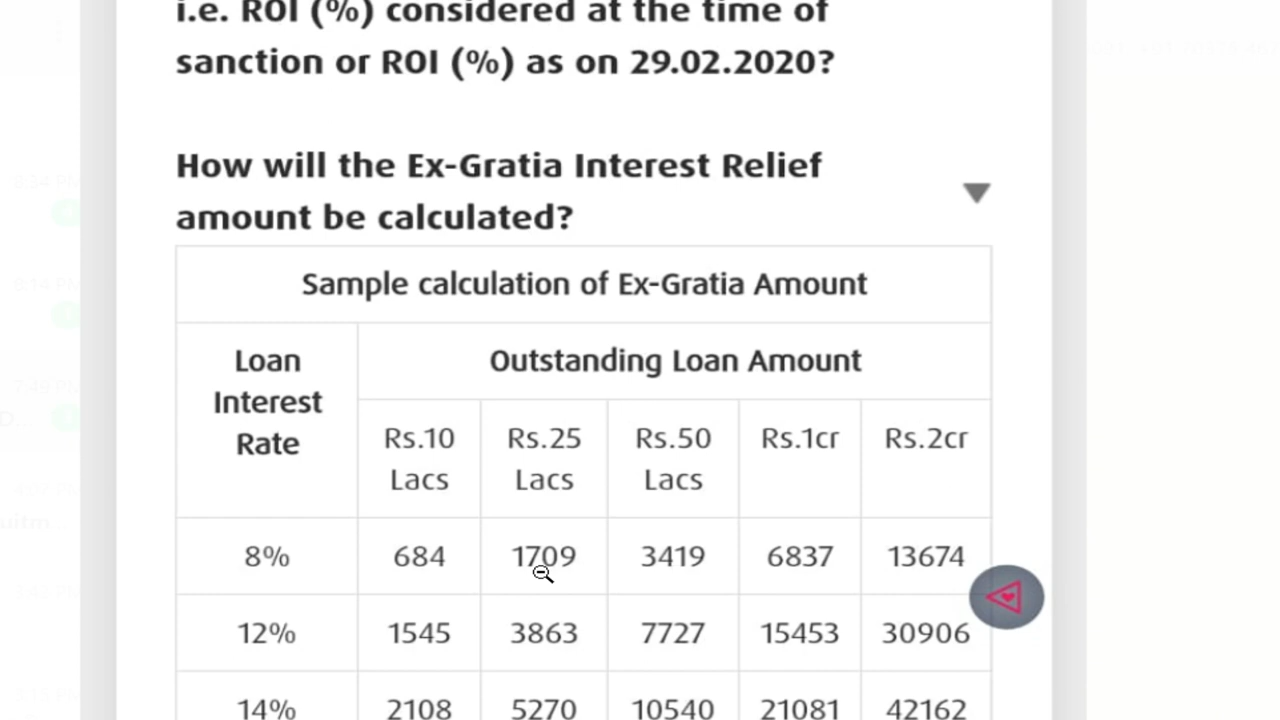 i.e. ROI (%) considered at the time of
sanction or ROI (%) as on 29.02.2020?
How will the Ex-Gratia Interest Relief
amount be calculated?
Sample calculation of Ex-Gratia Amount
Loan Interest Rate
Outstanding Loan Amount
Rs.10 Lacs Rs.25 Lacs Rs.50 Lacs Rs.1cr Rs.2cr
8% 684 1709 3419 6837 13674
12% 1545 3863 7727 15453 30906
14% 2108 5270 10540 21081 42162